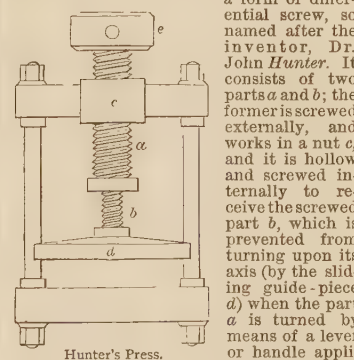 a form of differ-
ential screw, so
named after the
inventor, Dr.
John Hunter. It
consists of two
parts a and b; the
former is screwed
externally, and
works in a nut c,
and it is hollow
and screwed in-
ternally to re-
ceive the screwed
part b, which is
prevented from
turning upon its
axis (by the slid-
ing guide-piece
d) when the part
a is turned by
means of a lever
or handle appli
e
c
a
b
d
Hunter's Press.